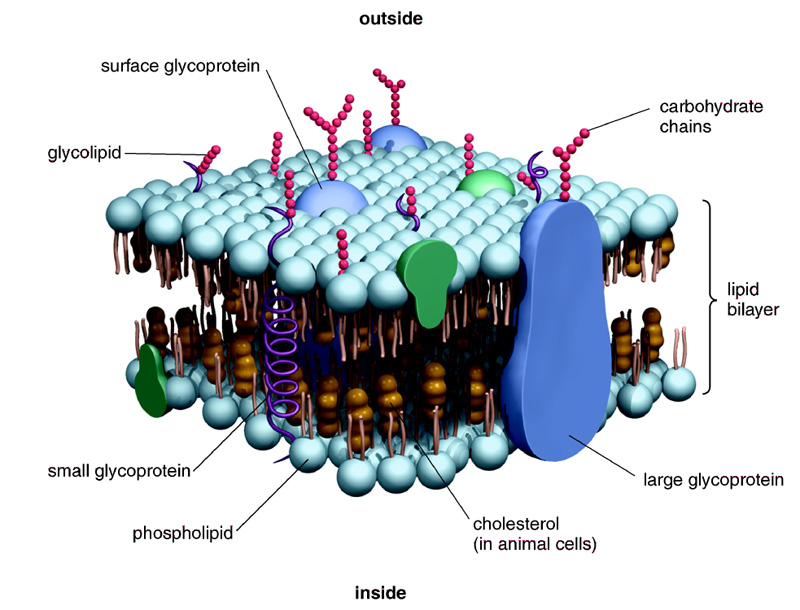 outside
surface glycoprotein
carbohydrate
chains
glycolipid
lipid
bilayer
small glycoprotein
large glycoprotein
phospholipid
cholesterol
(in animal cells)
inside